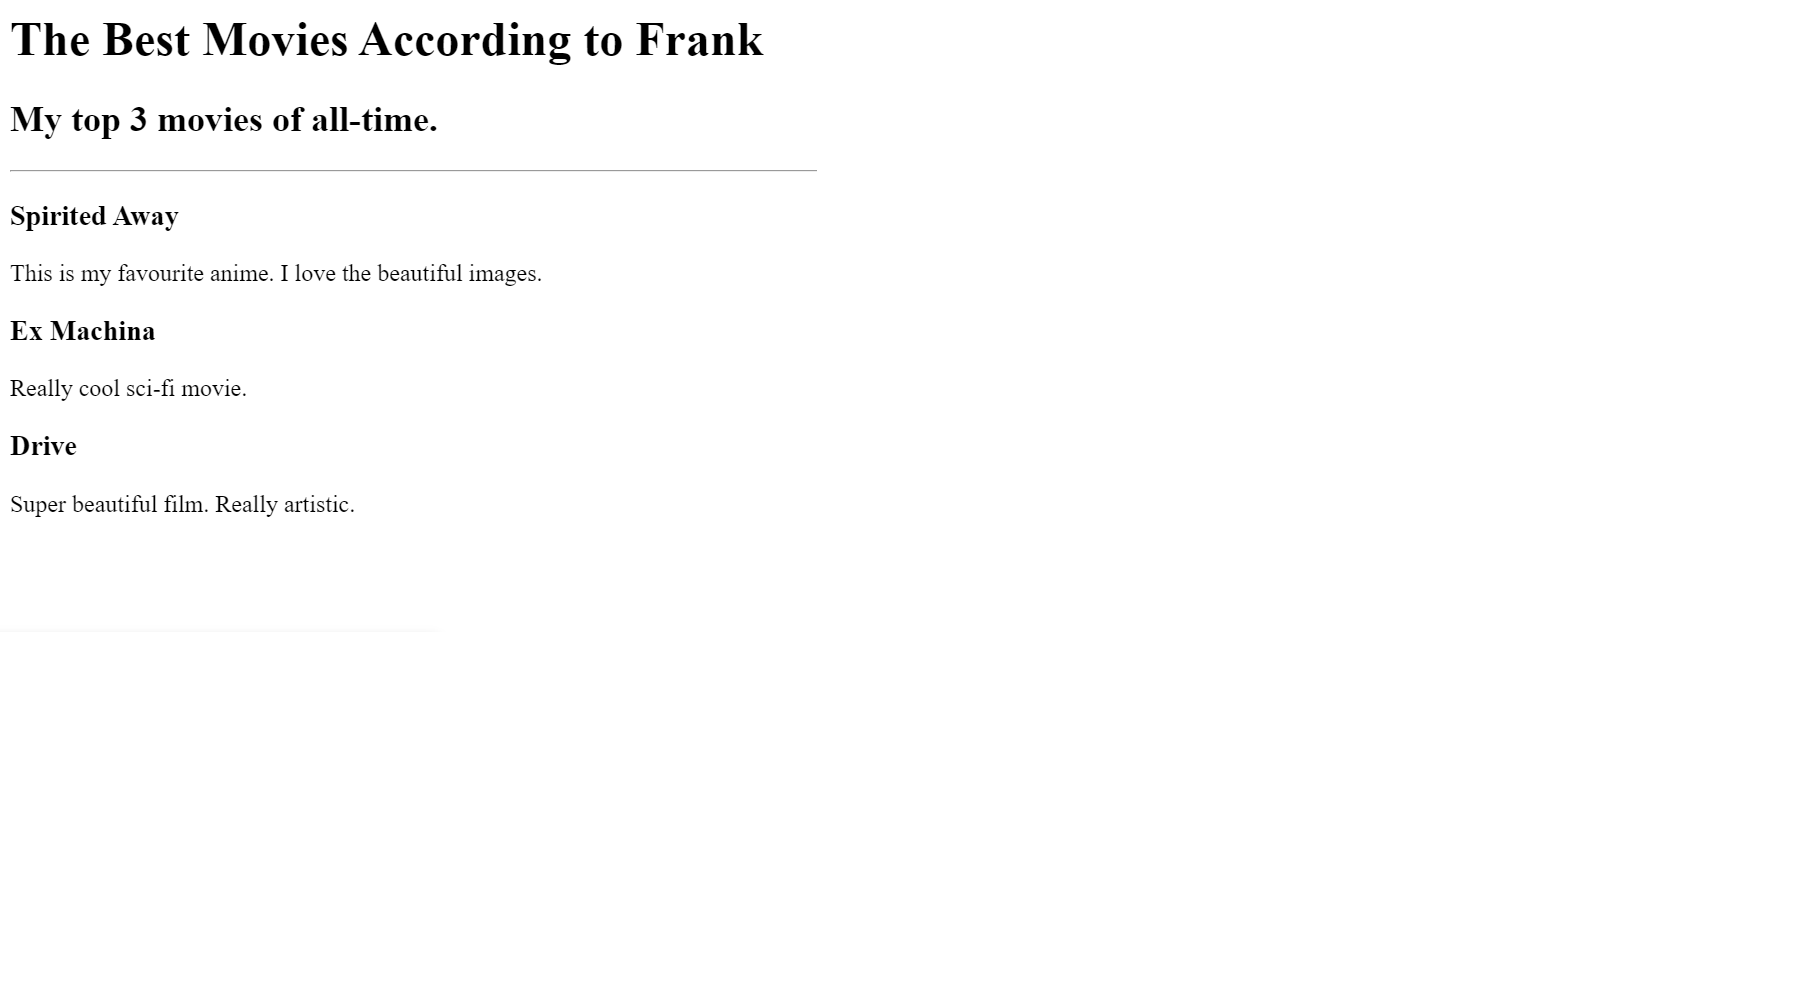 The Best Movies According to Frank
My top 3 movies of all-time.
Spirited Away
This is my favourite anime. I love the beautiful images.
Ex Machina
Really cool sci-fi movie.
Drive
Super beautiful film. Really artistic.